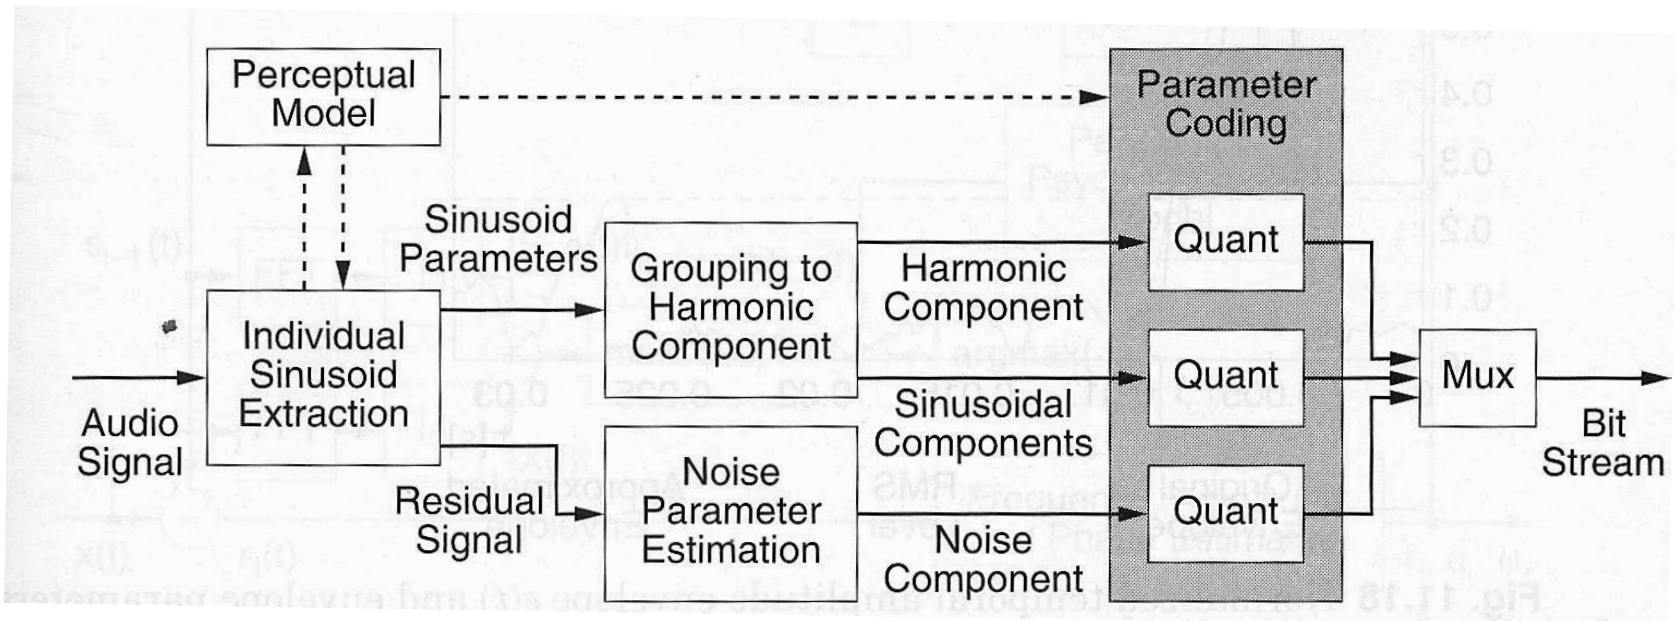 Perceptual
Model
Parameter
Coding
Sinusoid
Parameters
Individual
Sinusoid
Extraction
Audio
Signal
Residual
Signal
Grouping to
Harmonic
Component
Noise
Parameter
Estimation
Harmonic
Component
Sinusoidal
Components
Noise
Component
Quant
Quant
Quant
Mux
Bit
Stream